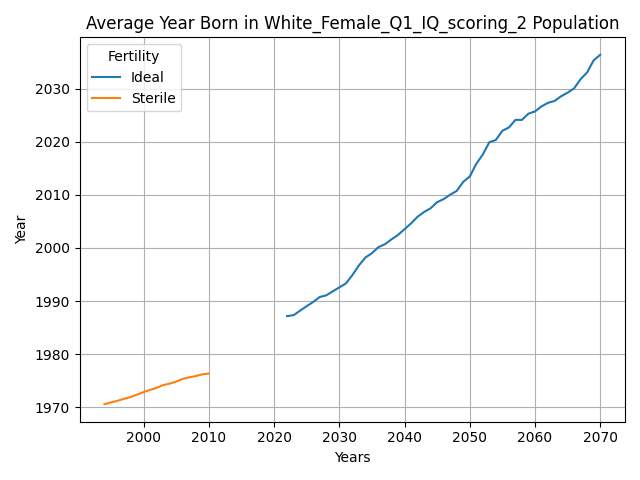 Average Year Born in White_Female_Q1_IQ_scoring_2 Population
Fertility
Ideal
Sterile
Year
2030
2020
2010
2000
1990
1980
1970
2000 2010 2020 2030 2040 2050 2060 2070
Years